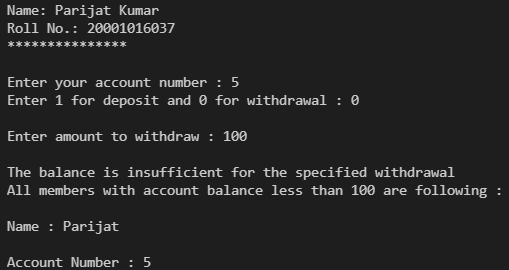 Name: Parijat Kumar
Roll No.: 20001016037
***************
Enter your account number : 5
Enter 1 for deposit and 0 for withdrawal : 0
Enter amount to withdraw : 100
The balance is insufficient for the specified withdrawal
All members with account balance less than 100 are following :
Name : Parijat
Account Number : 5